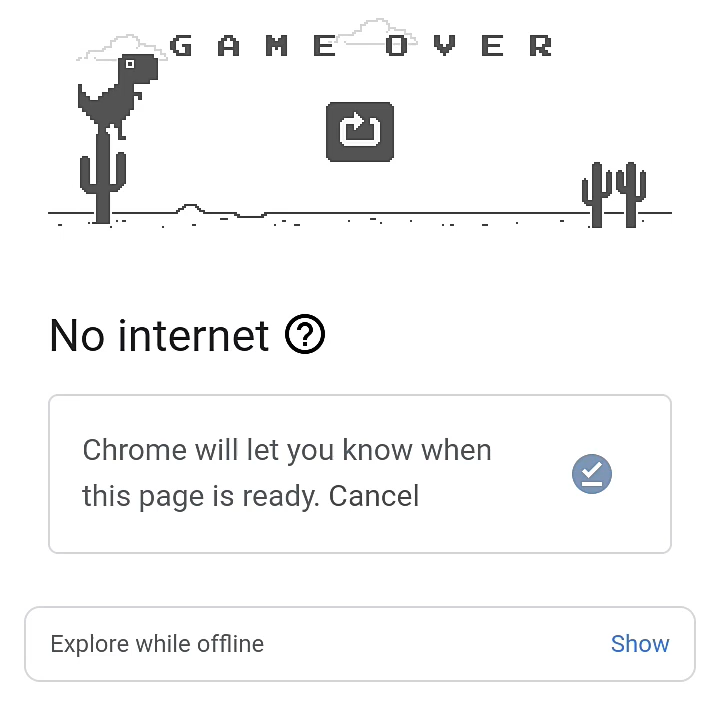 GAME OVER
No internet
Chrome will let you know when
this page is ready. Cancel
Explore while offline
Show